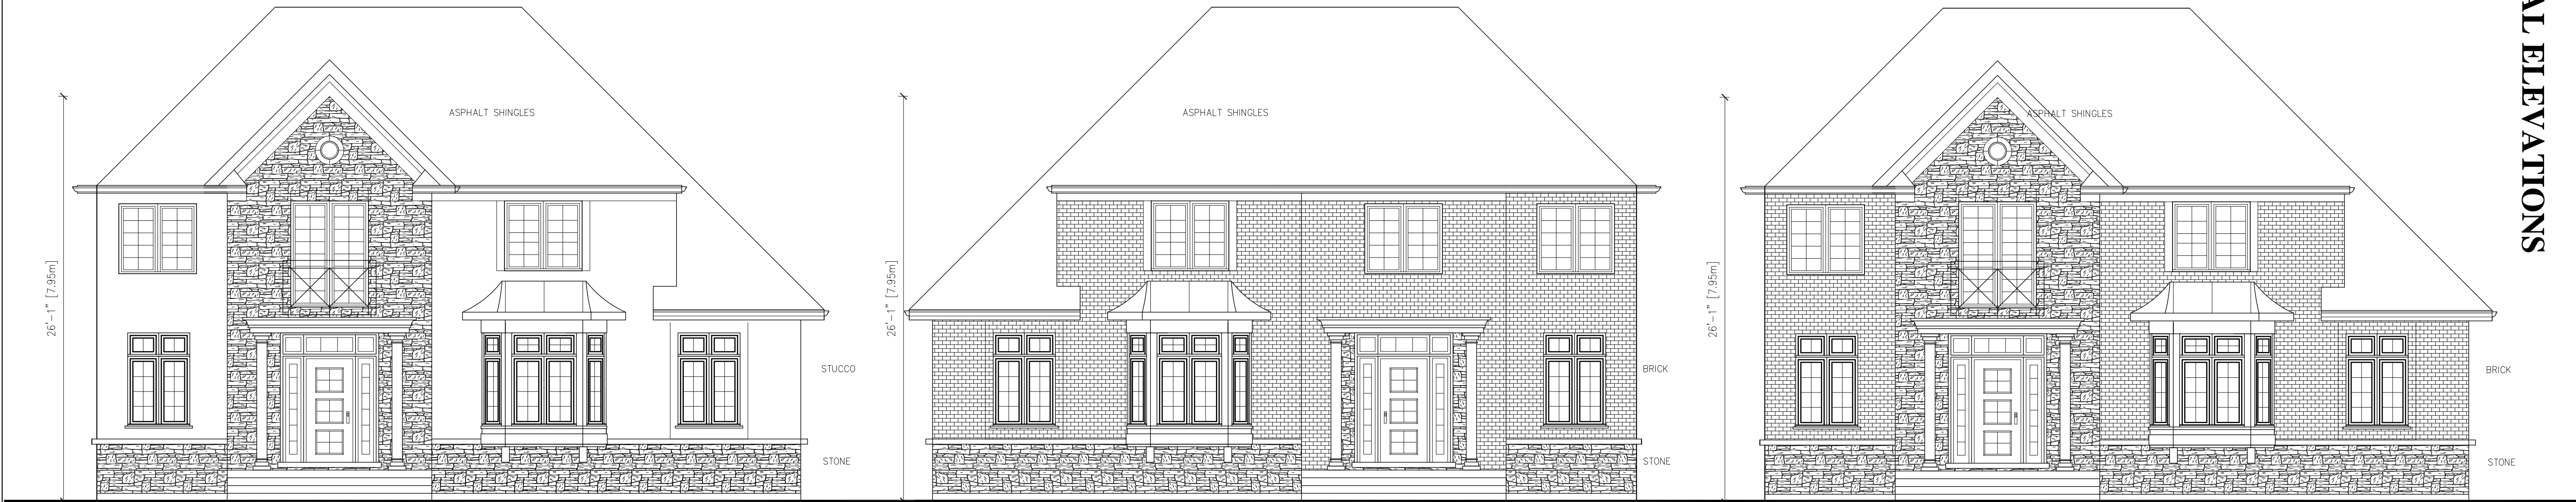 ASPHALT SHINGLES
26'-1" [7.95m]
STUCCO
STONE
ASPHALT SHINGLES
26'-1" [7.95m]
BRICK
STONE
ASPHALT SHINGLES
26'-1" [7.95m]
BRICK
STONE
AL ELEVATIONS